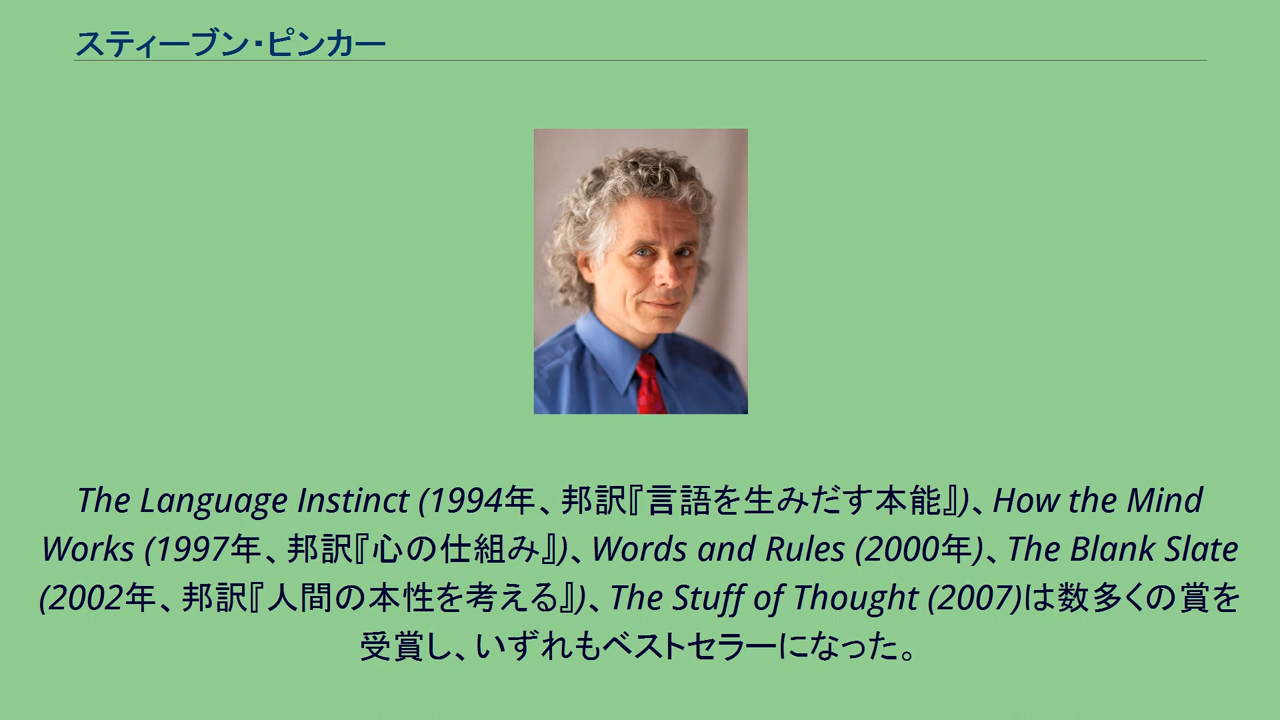 スティーブン・ピンカー
The Language Instinct (1994年、邦訳『言語を生みだす本能』)、How the Mind
Works (1997年、邦訳『心の仕組み』)、Words and Rules (2000年)、The Blank Slate
(2002年、邦訳『人間の本性を考える』)、The Stuff of Thought (2007)は数多くの賞を
受賞し、いずれもベストセラーになった。